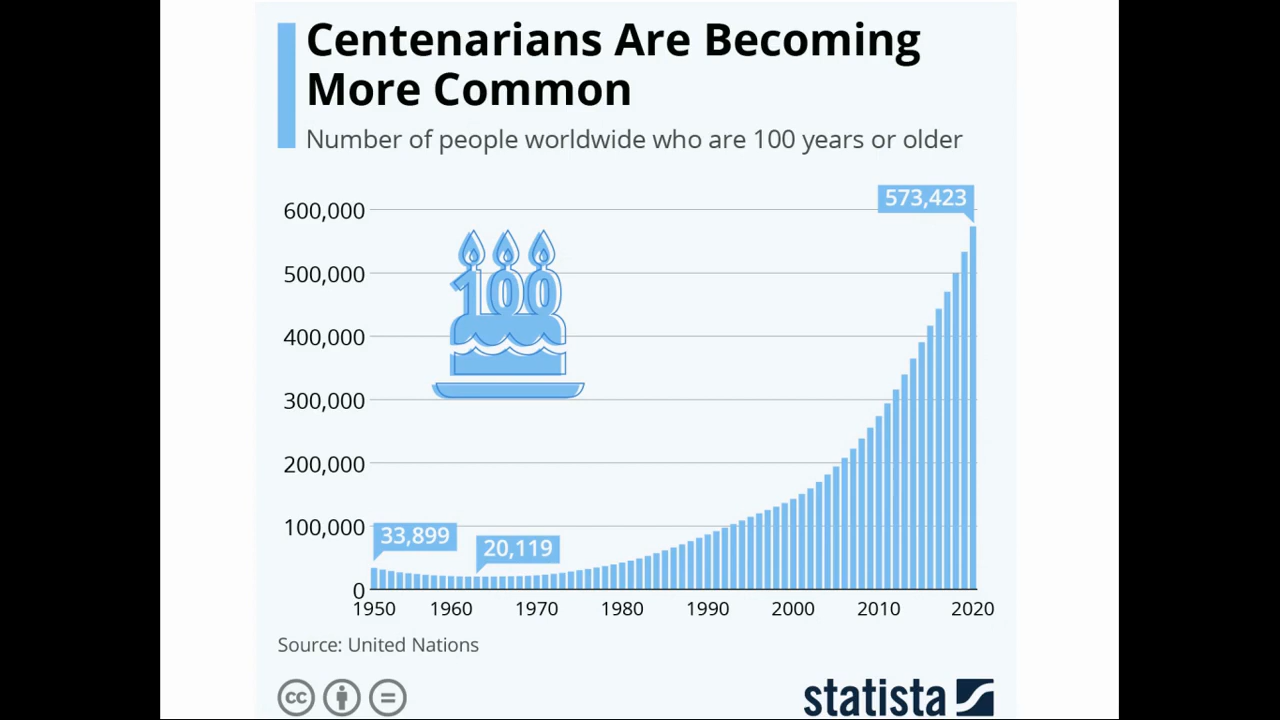 Centenarians Are Becoming
More Common
Number of people worldwide who are 100 years or older
573,423
600,000
500,000
100
400,000
300,000
200,000
100,000
33,899
20,119
0
1950 1960 1970 1980 1990 2000 2010 2020
Source: United Nations
cc
statista